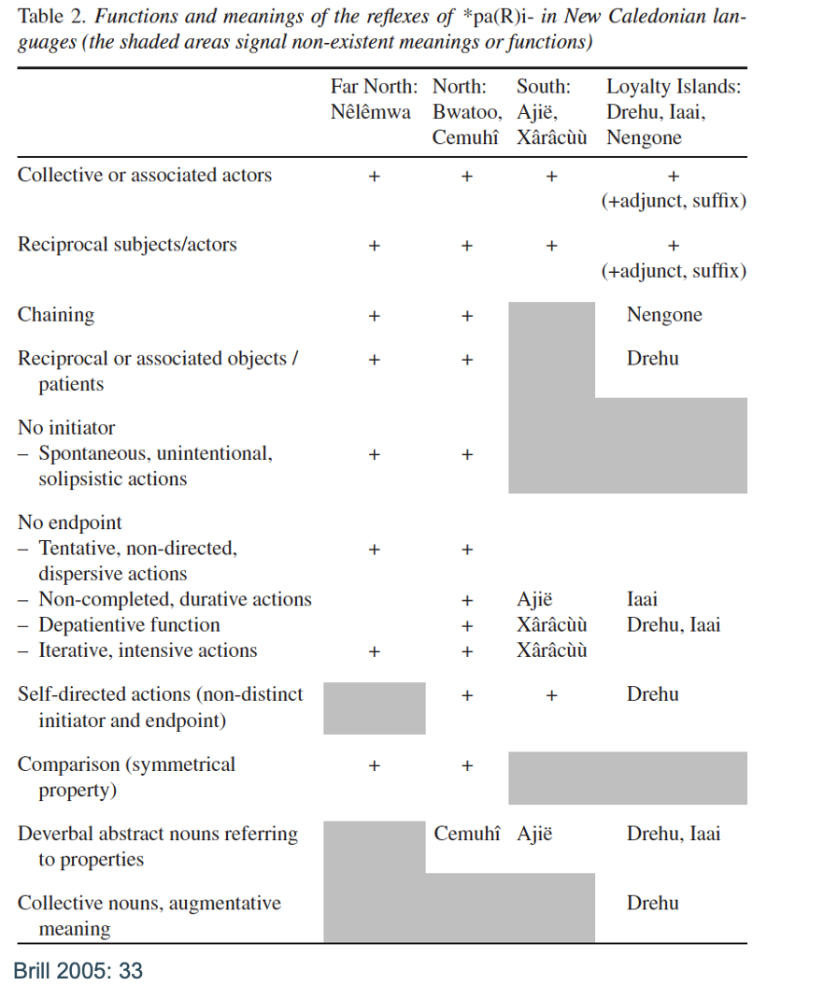 Table 2. Functions and meanings of the reflexes of *pa(R)i- in New Caledonian lan-
guages (the shaded areas signal non-existent meanings or functions)
Far North: North: South: Loyalty Islands:
Nêlêmwa Bwatoo, Ajië, Drehu, Iaai,
Cemuhî Xârâcùù Nengone
Collective or associated actors + + + +
(+adjunct, suffix)
Reciprocal subjects/actors + + + +
(+adjunct, suffix)
Chaining + + Nengone
Reciprocal or associated objects / + + Drehu
patients
No initiator
– Spontaneous, unintentional, + +
solipsistic actions
No endpoint
– Tentative, non-directed, + +
dispersive actions
– Non-completed, durative actions + Ajië Iaai
– Depatientive function + Xârâcùù Drehu, Iaai
– Iterative, intensive actions + + Xârâcùù
Self-directed actions (non-distinct + + Drehu
initiator and endpoint)
Comparison (symmetrical + +
property)
Deverbal abstract nouns referring Cemuhî Ajië Drehu, Iaai
to properties
Collective nouns, augmentative Drehu
meaning
Brill 2005: 33